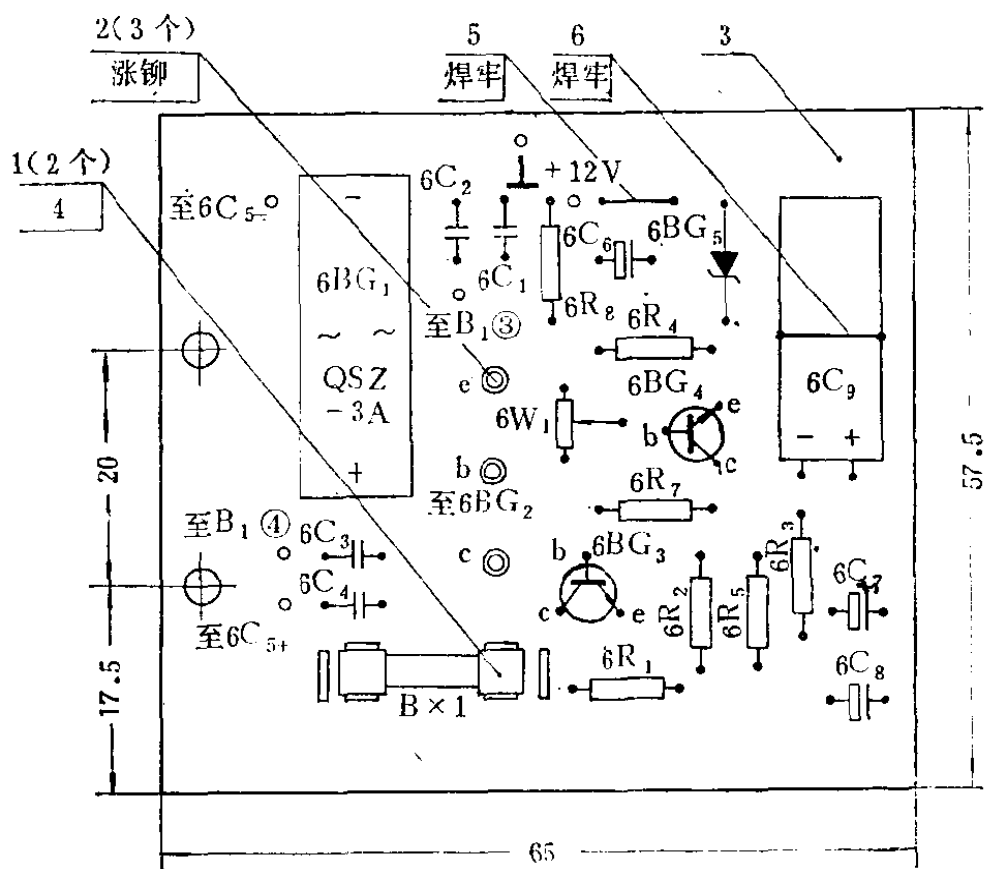 2(3 个)
涨铆
5
焊牢
6
焊牢
3
1(2 个)
4
至6C₅₋
6C₂
+12V
−
6BG₁
~ ~
QSZ
-3A
+
6C₁
6R₈
6C₆
6BG₅
至B₁③
6R₄
e
6BG₄
6W₁
b
e
c
6C₉
− +
b
至6BG₂
6R₇
至B₁④
6C₃
c
b
6BG₃
c
e
6C₄
至6C₅₊
6R₂
6R₅
6R₃
6C₈
6R₁
B×1
20
17.5
57.5
65